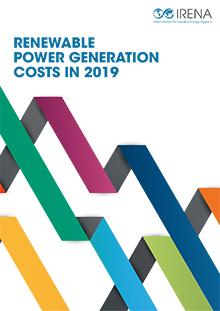 IRENA
International Renewable Energy Agency
RENEWABLE
POWER GENERATION
COSTS IN 2019